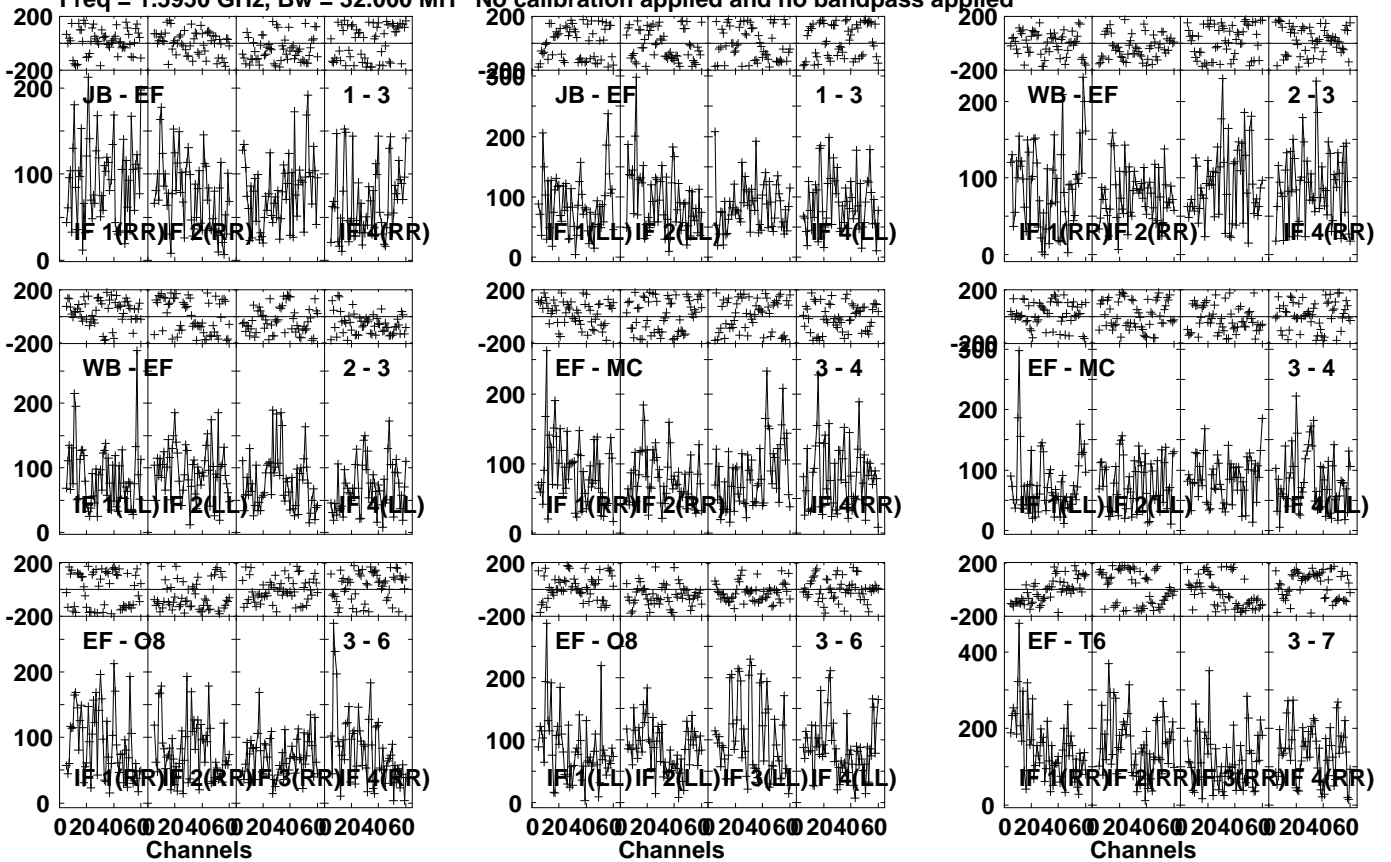 Freq = 1.5950 GHz, Bw = 32.000 MH No calibration applied and no bandpass applied
200
-200
200
100
0
JB - EF 1 - 3
IF 1(RR) IF 2(RR) IF 4(RR)
200
-200
300
200
100
0
JB - EF 1 - 3
IF 1(LL) IF 2(LL) IF 4(LL)
200
-200
200
100
0
WB - EF 2 - 3
IF 1(RR) IF 2(RR) IF 4(RR)
200
-200
200
100
0
WB - EF 2 - 3
IF 1(LL) IF 2(LL) IF 4(LL)
200
-200
200
100
0
EF - MC 3 - 4
IF 1(RR) IF 2(RR) IF 4(RR)
200
-200
300
200
100
0
EF - MC 3 - 4
IF 1(LL) IF 2(LL) IF 4(LL)
200
-200
200
100
0
EF - O8 3 - 6
IF 1(RR) IF 2(RR) IF 3(RR) IF 4(RR)
0 20 40 60 0 20 40 60 0 20 40 60 0 20 40 60
Channels
200
-200
200
100
0
EF - O8 3 - 6
IF 1(LL) IF 2(LL) IF 3(LL) IF 4(LL)
0 20 40 60 0 20 40 60 0 20 40 60 0 20 40 60
Channels
200
-200
400
200
0
EF - T6 3 - 7
IF 1(RR) IF 2(RR) IF 3(RR) IF 4(RR)
0 20 40 60 0 20 40 60 0 20 40 60 0 20 40 60
Channels